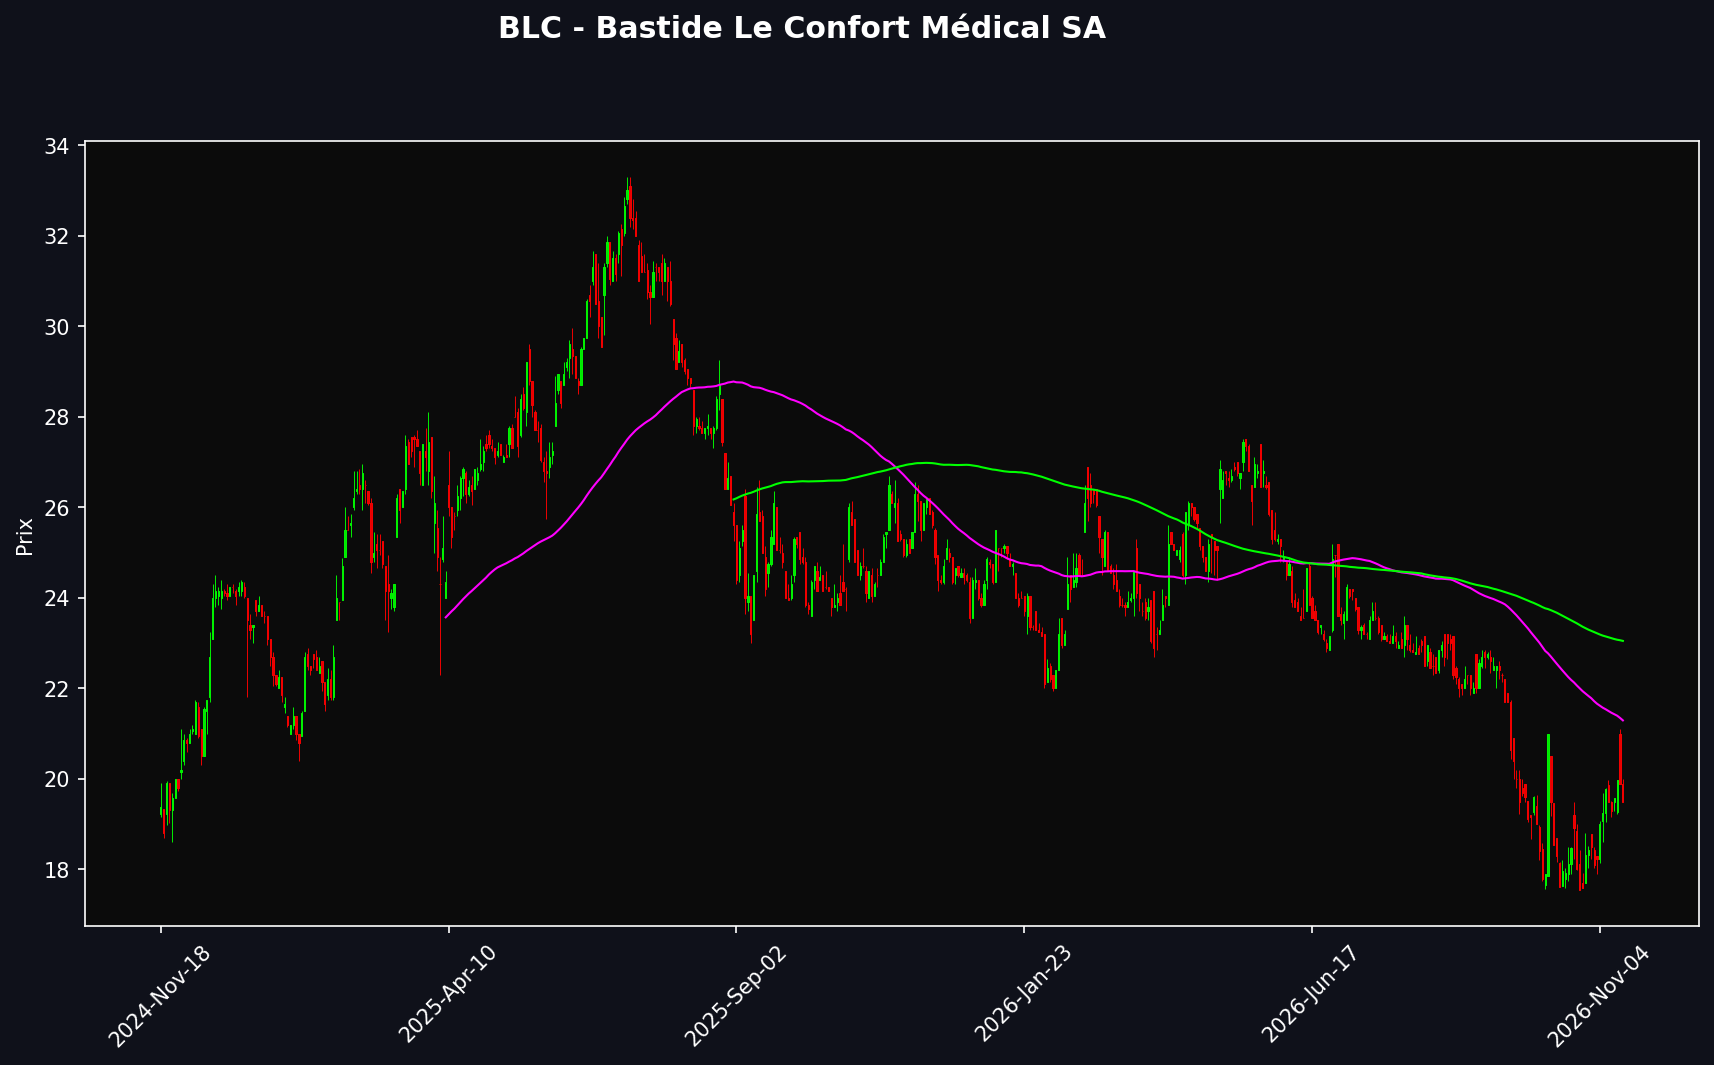 BLC - Bastide Le Confort Médical SA
Prix
34
32
30
28
26
24
22
20
18
2024-Nov-18
2025-Apr-10
2025-Sep-02
2026-Jan-23
2026-Jun-17
2026-Nov-04